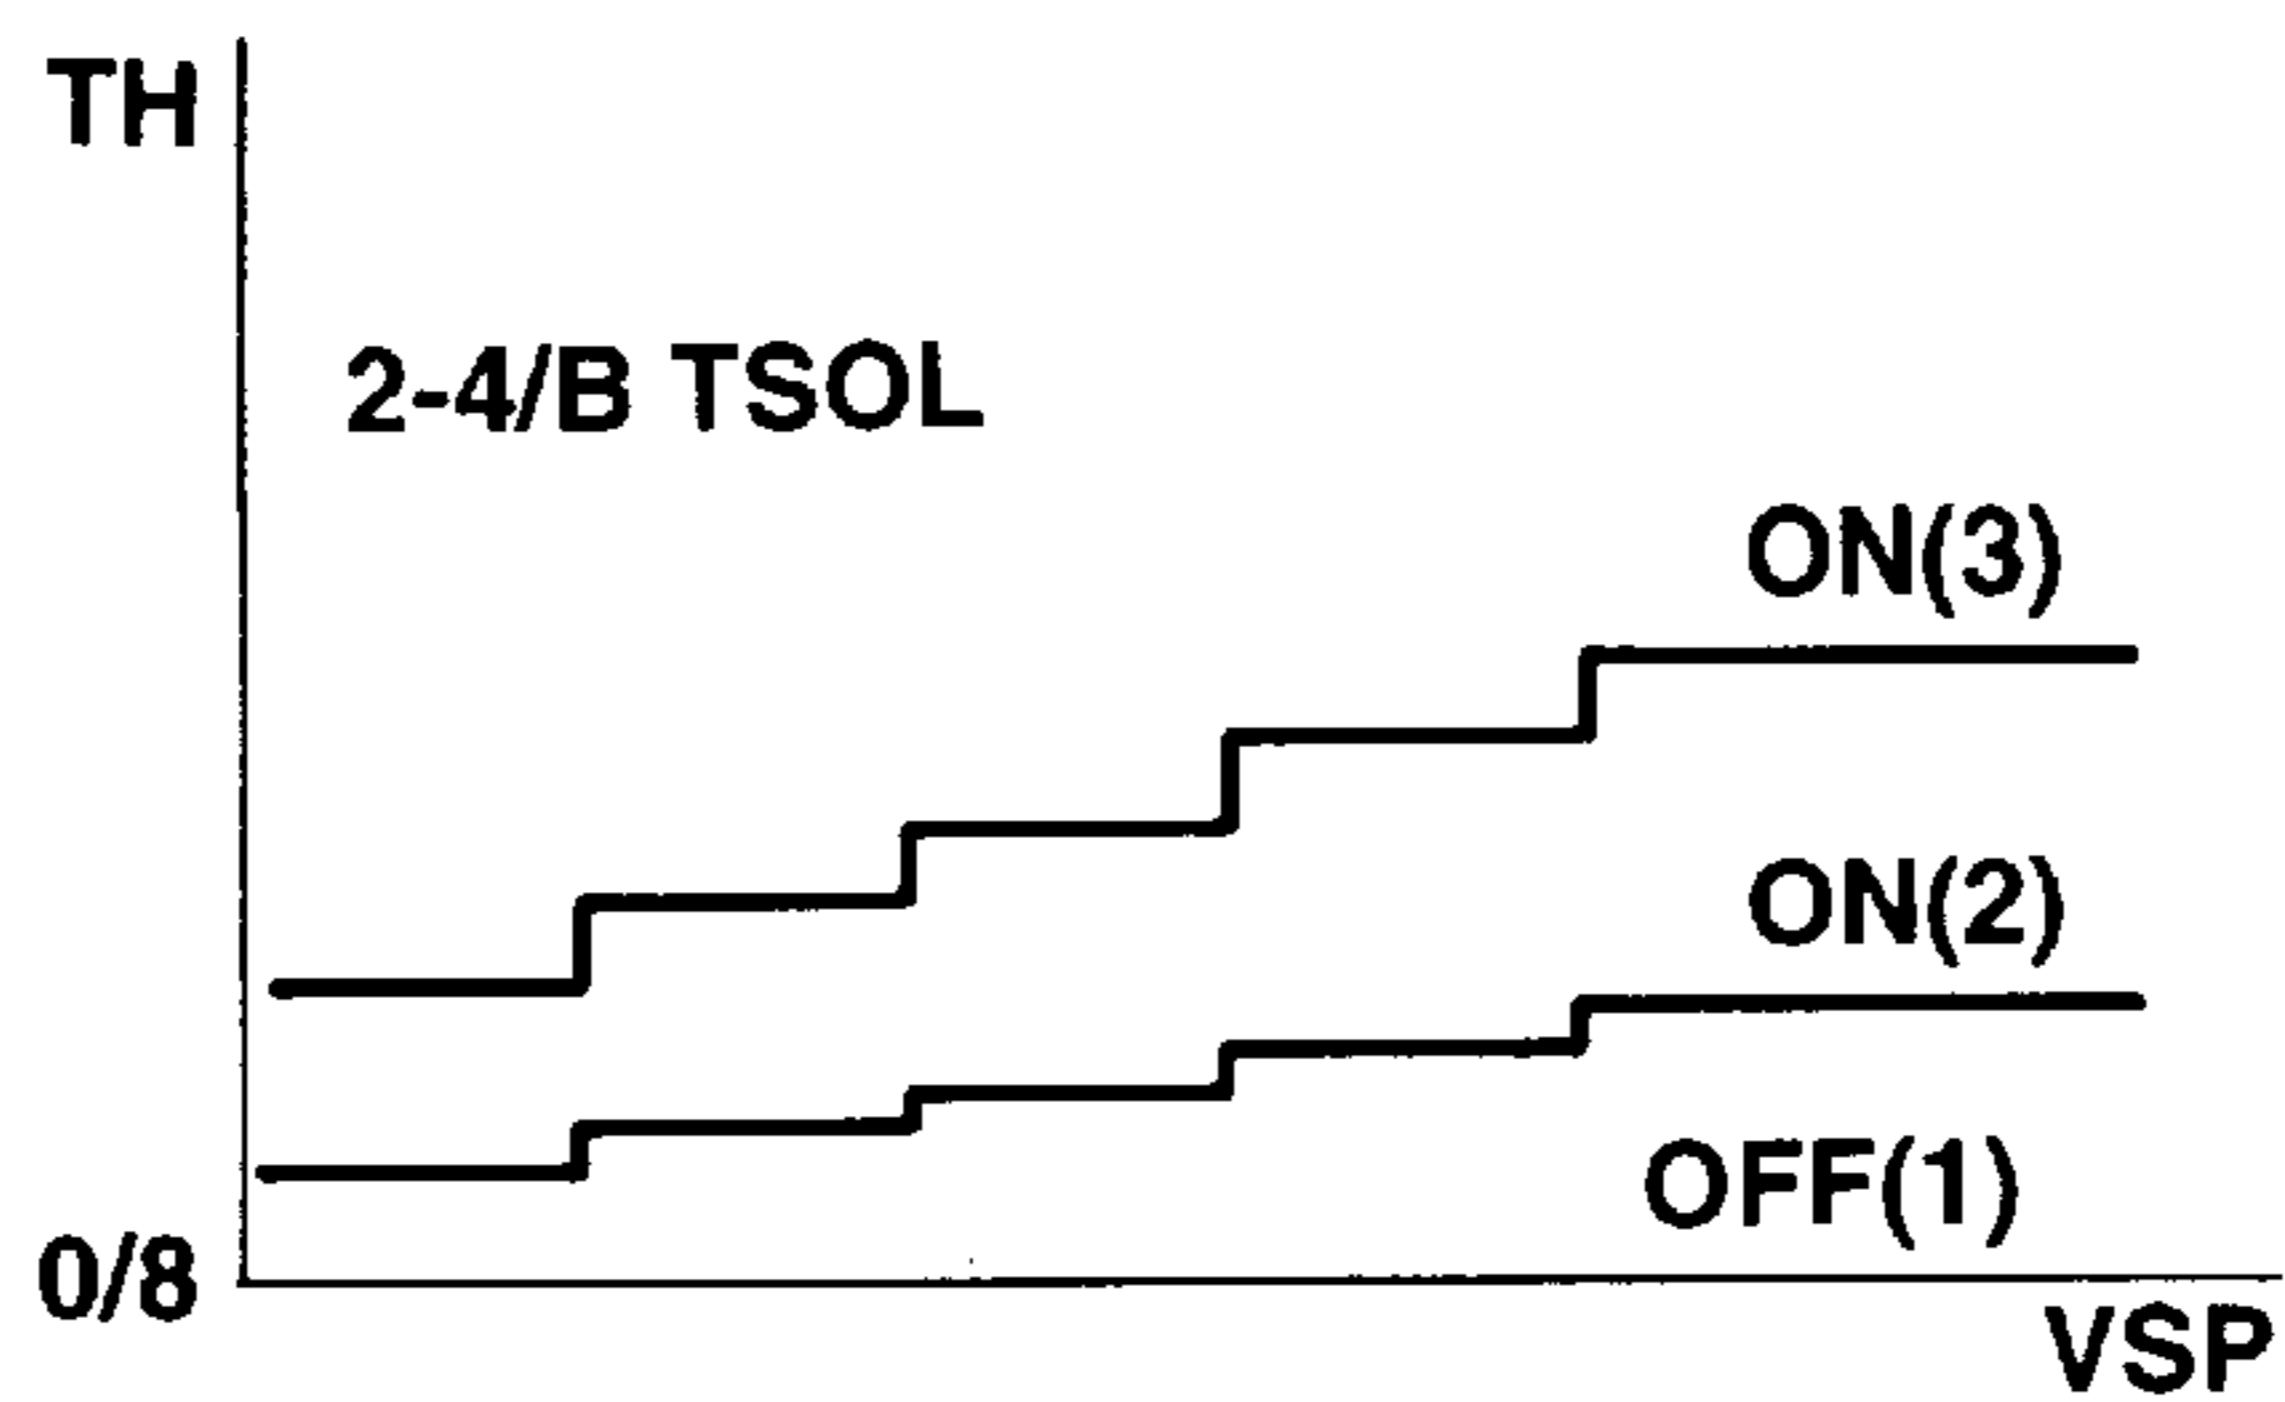 TH
2-4/B TSOL
ON(3)
ON(2)
OFF(1)
0/8
VSP